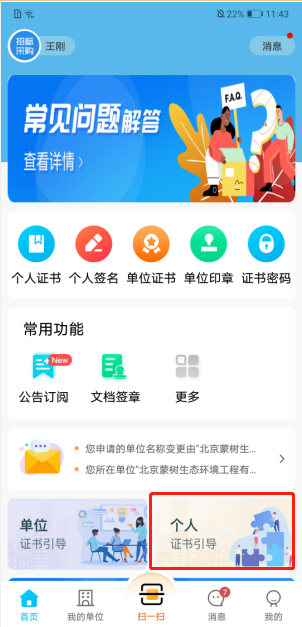 22% 11:43
招标
采购
王刚
消息
常见问题解答
F.A.Q.
查看详情 〉
个人证书 个人签名 单位证书 单位印章 证书密码
常用功能
New
公告订阅 文档签章 更多
您申请的单位名称变更由“北京蒙树生...
您所在单位“北京蒙树生态环境工程有...
单位
证书引导
个人
证书引导
7
首页 我的单位 扫一扫 消息 我的